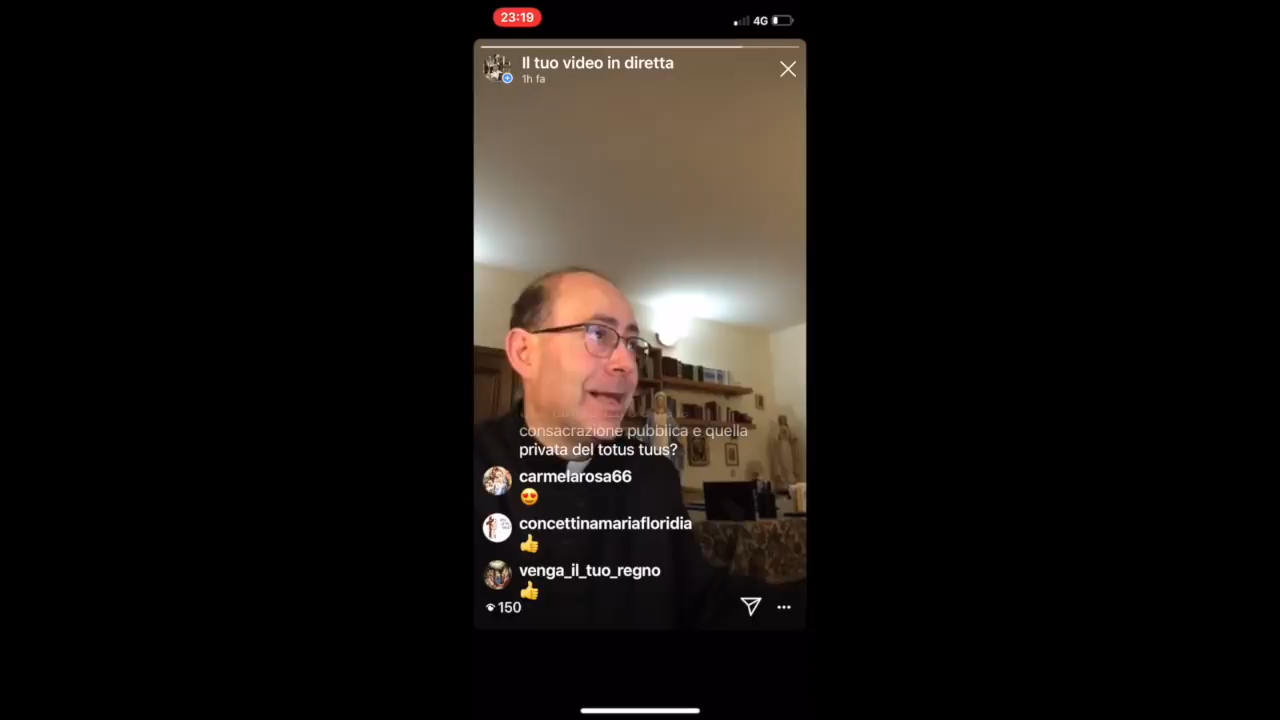 23:19
4G
Il tuo video in diretta
1h fa
consacrazione pubblica e quella
privata del totus tuus?
carmelarosa66
😍
concettinamariafloridia
👍
venga_il_tuo_regno
👍
150